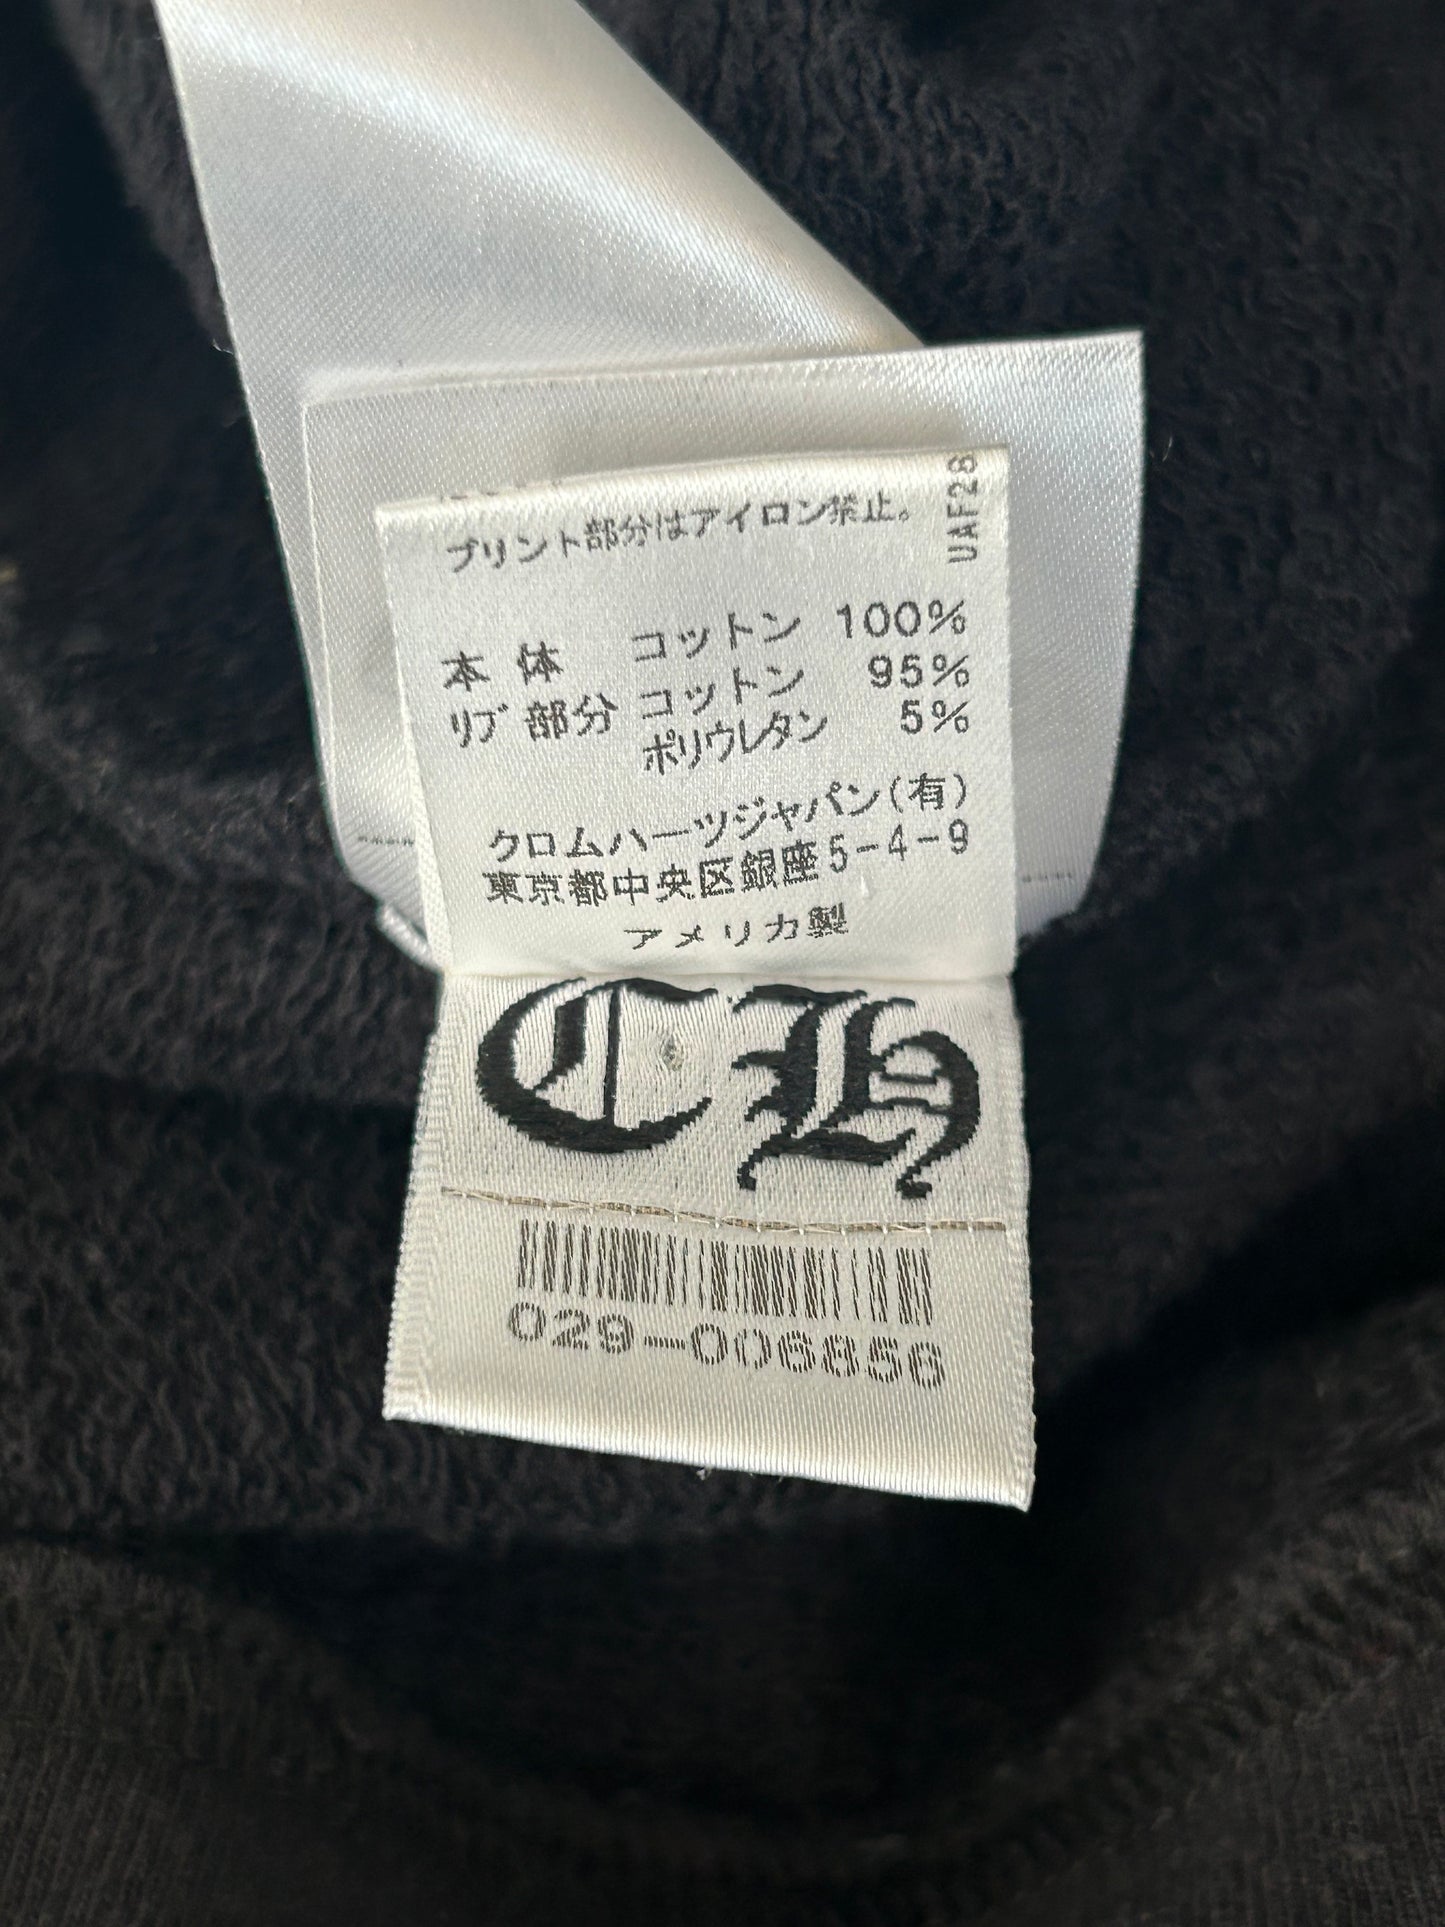 プリント部分はアイロン禁止。
UAF28
本体 コットン 100%
リブ部分 コットン 95%
ポリウレタン 5%
クロムハーツジャパン(有)
東京都中央区銀座5-4-9
アメリカ製
CH
029-006856